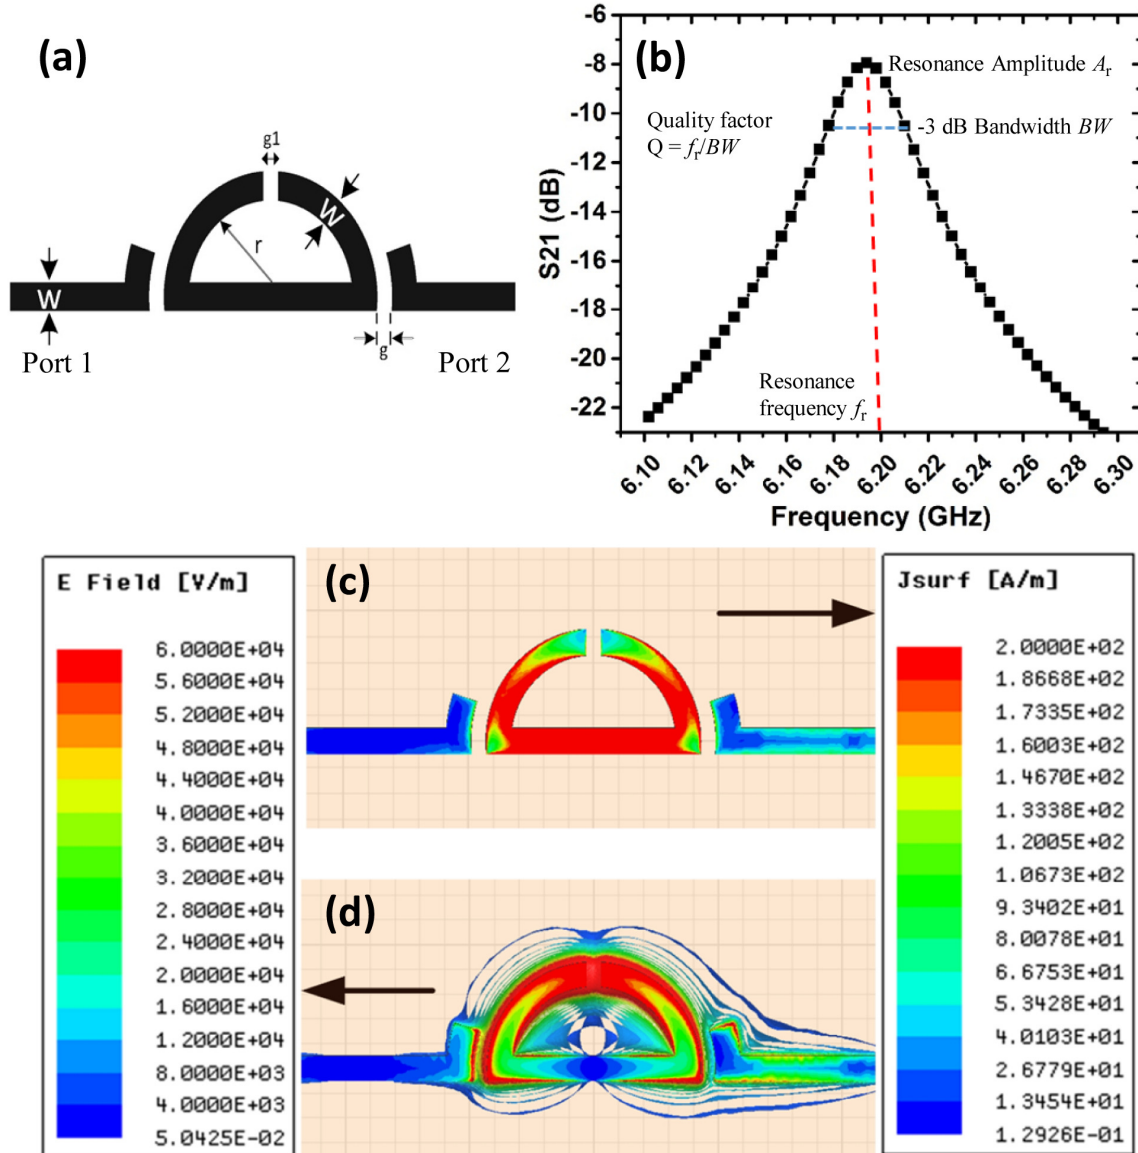 (a)
g1
W
r
W
g
Port 1
Port 2
(b)
-6
-8
-10
-12
-14
-16
-18
-20
-22
S21 (dB)
Resonance Amplitude Ar
Quality factor
Q = fr/BW
-3 dB Bandwidth BW
Resonance
frequency fr
6.10 6.12 6.14 6.16 6.18 6.20 6.22 6.24 6.26 6.28 6.30
Frequency (GHz)
E Field [V/m]
6.0000E+04
5.6000E+04
5.2000E+04
4.8000E+04
4.4000E+04
4.0000E+04
3.6000E+04
3.2000E+04
2.8000E+04
2.4000E+04
2.0000E+04
1.6000E+04
1.2000E+04
8.0000E+03
4.0000E+03
5.0425E-02
(c)
(d)
Jsurf [A/m]
2.0000E+02
1.8668E+02
1.7335E+02
1.6003E+02
1.4670E+02
1.3338E+02
1.2005E+02
1.0673E+02
9.3402E+01
8.0078E+01
6.6753E+01
5.3428E+01
4.0103E+01
2.6779E+01
1.3454E+01
1.2926E-01